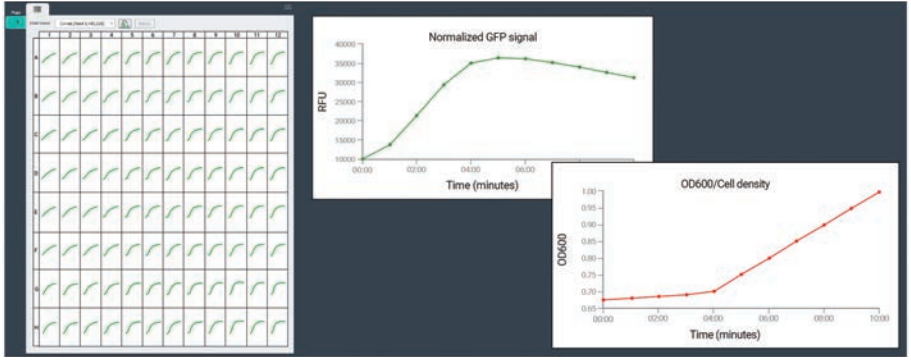 Plate
1 2 3 4 5 6 7 8 9 10 11 12
A
B
C
D
E
F
G
H
Normalized GFP signal
40000
35000
30000
25000
20000
15000
10000
RFU
00:00 02:00 04:00 06:00
Time (minutes)
OD600/Cell density
1.00
0.95
0.90
0.85
0.80
0.75
0.70
0.65
OD600
00:00 02:00 04:00 06:00 08:00 10:00
Time (minutes)